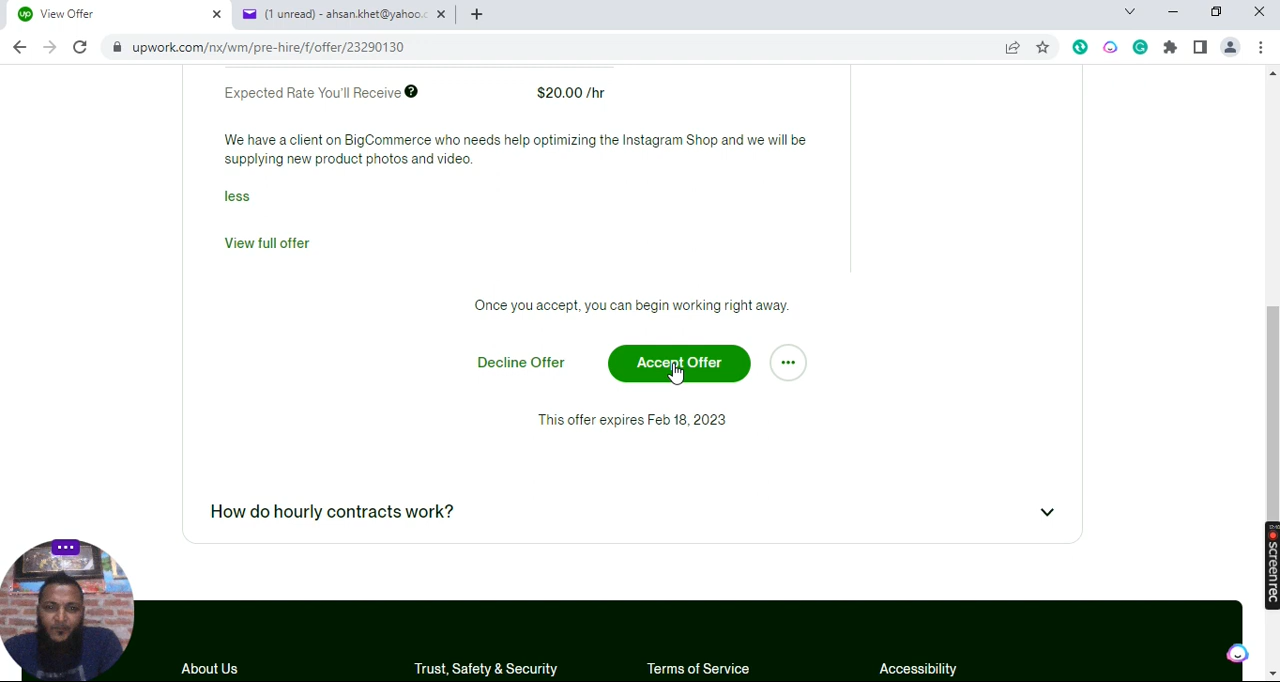 View Offer
(1 unread) - ahsan.khet@yahoo.c
upwork.com/nx/wm/pre-hire/f/offer/23290130
Expected Rate You'll Receive ? $20.00 /hr
We have a client on BigCommerce who needs help optimizing the Instagram Shop and we will be
supplying new product photos and video.
less
View full offer
Once you accept, you can begin working right away.
Decline Offer
Accept Offer
This offer expires Feb 18, 2023
How do hourly contracts work?
screenrec
About Us
Trust, Safety & Security
Terms of Service
Accessibility